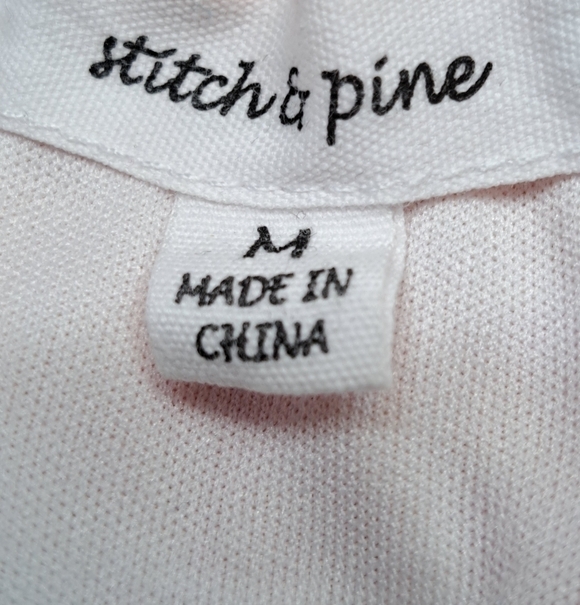 stitch & pine
M
MADE IN
CHINA